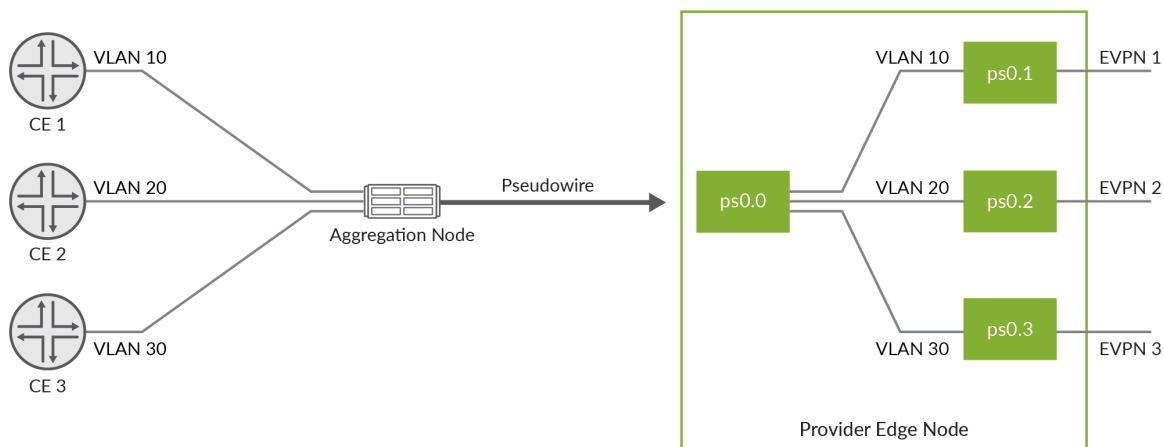 VLAN 10
CE 1
VLAN 20
CE 2
VLAN 30
CE 3
Aggregation Node
Pseudowire
ps0.0
VLAN 10
ps0.1
EVPN 1
VLAN 20
ps0.2
EVPN 2
VLAN 30
ps0.3
EVPN 3
Provider Edge Node